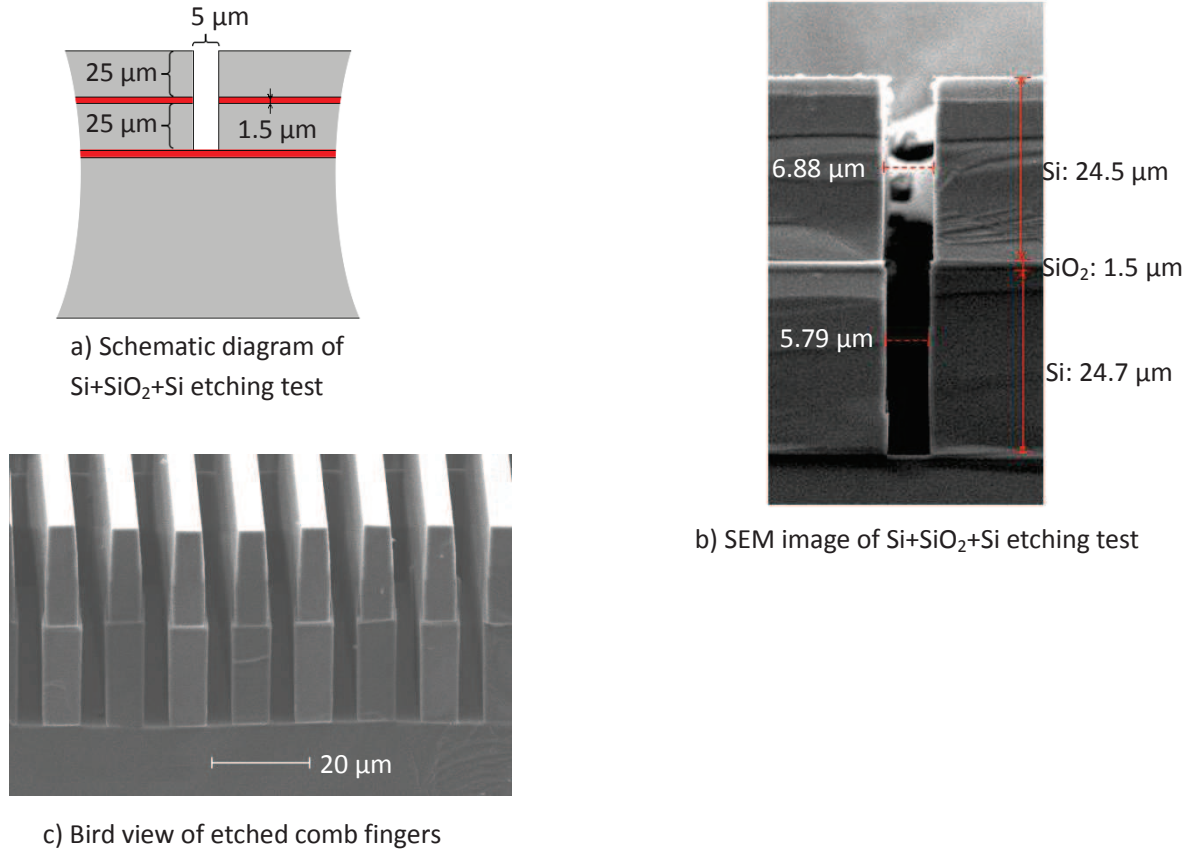 5 μm
25 μm
25 μm
1.5 μm
a) Schematic diagram of
Si+SiO₂+Si etching test
6.88 μm
Si: 24.5 μm
SiO₂: 1.5 μm
5.79 μm
Si: 24.7 μm
b) SEM image of Si+SiO₂+Si etching test
20 μm
c) Bird view of etched comb fingers